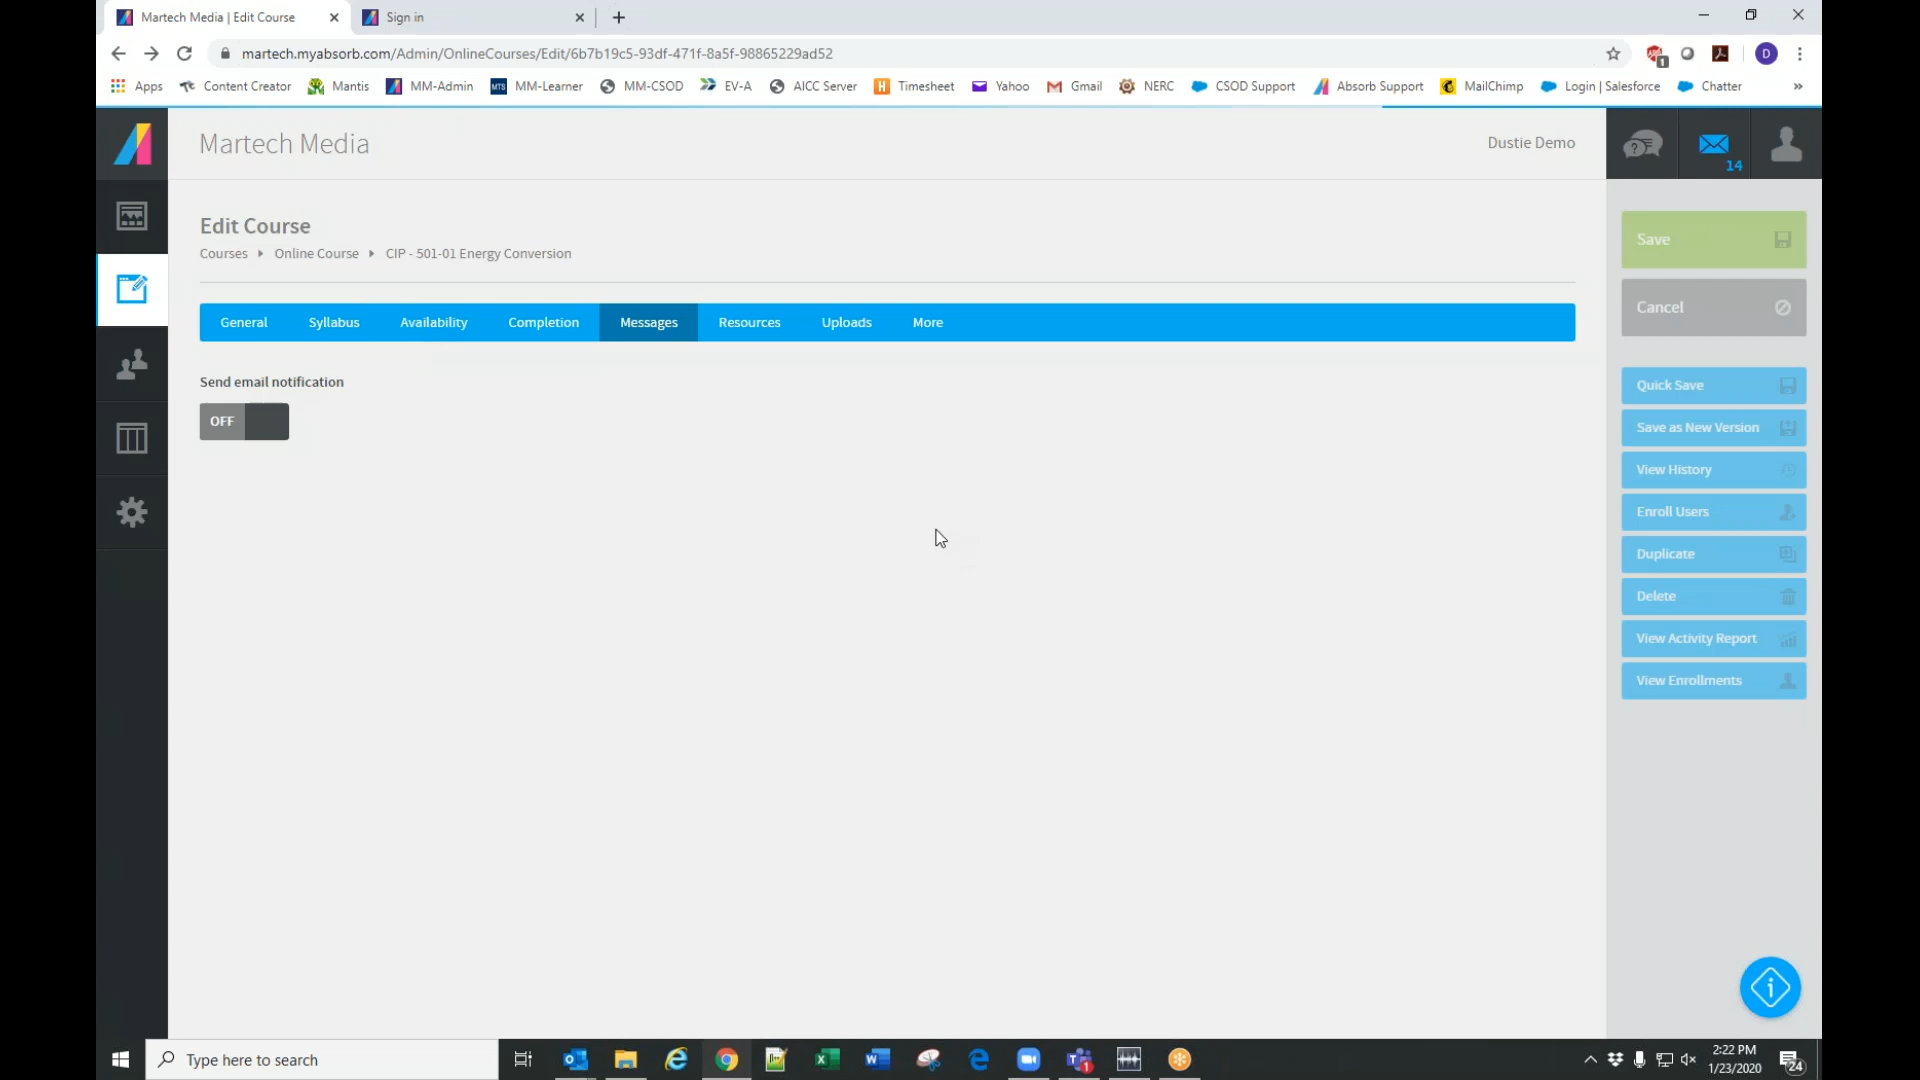 Martech Media | Edit Course
Sign in
martech.myabsorb.com/Admin/OnlineCourses/Edit/6b7b19c5-93df-471f-8a5f-98865229ad52
1
D
Apps
Content Creator
Mantis
MM-Admin
MTS
MM-Learner
MM-CSOD
EV-A
AICC Server
H
Timesheet
Yahoo
Gmail
NERC
CSOD Support
Absorb Support
MailChimp
Login | Salesforce
Chatter
Martech Media
Dustie Demo
14
Edit Course
Courses
Online Course
CIP - 501-01 Energy Conversion
General
Syllabus
Availability
Completion
Messages
Resources
Uploads
More
Send email notification
OFF
Save
Cancel
Quick Save
Save as New Version
View History
Enroll Users
Duplicate
Delete
View Activity Report
View Enrollments
Type here to search
1
2:22 PM
1/23/2020
24